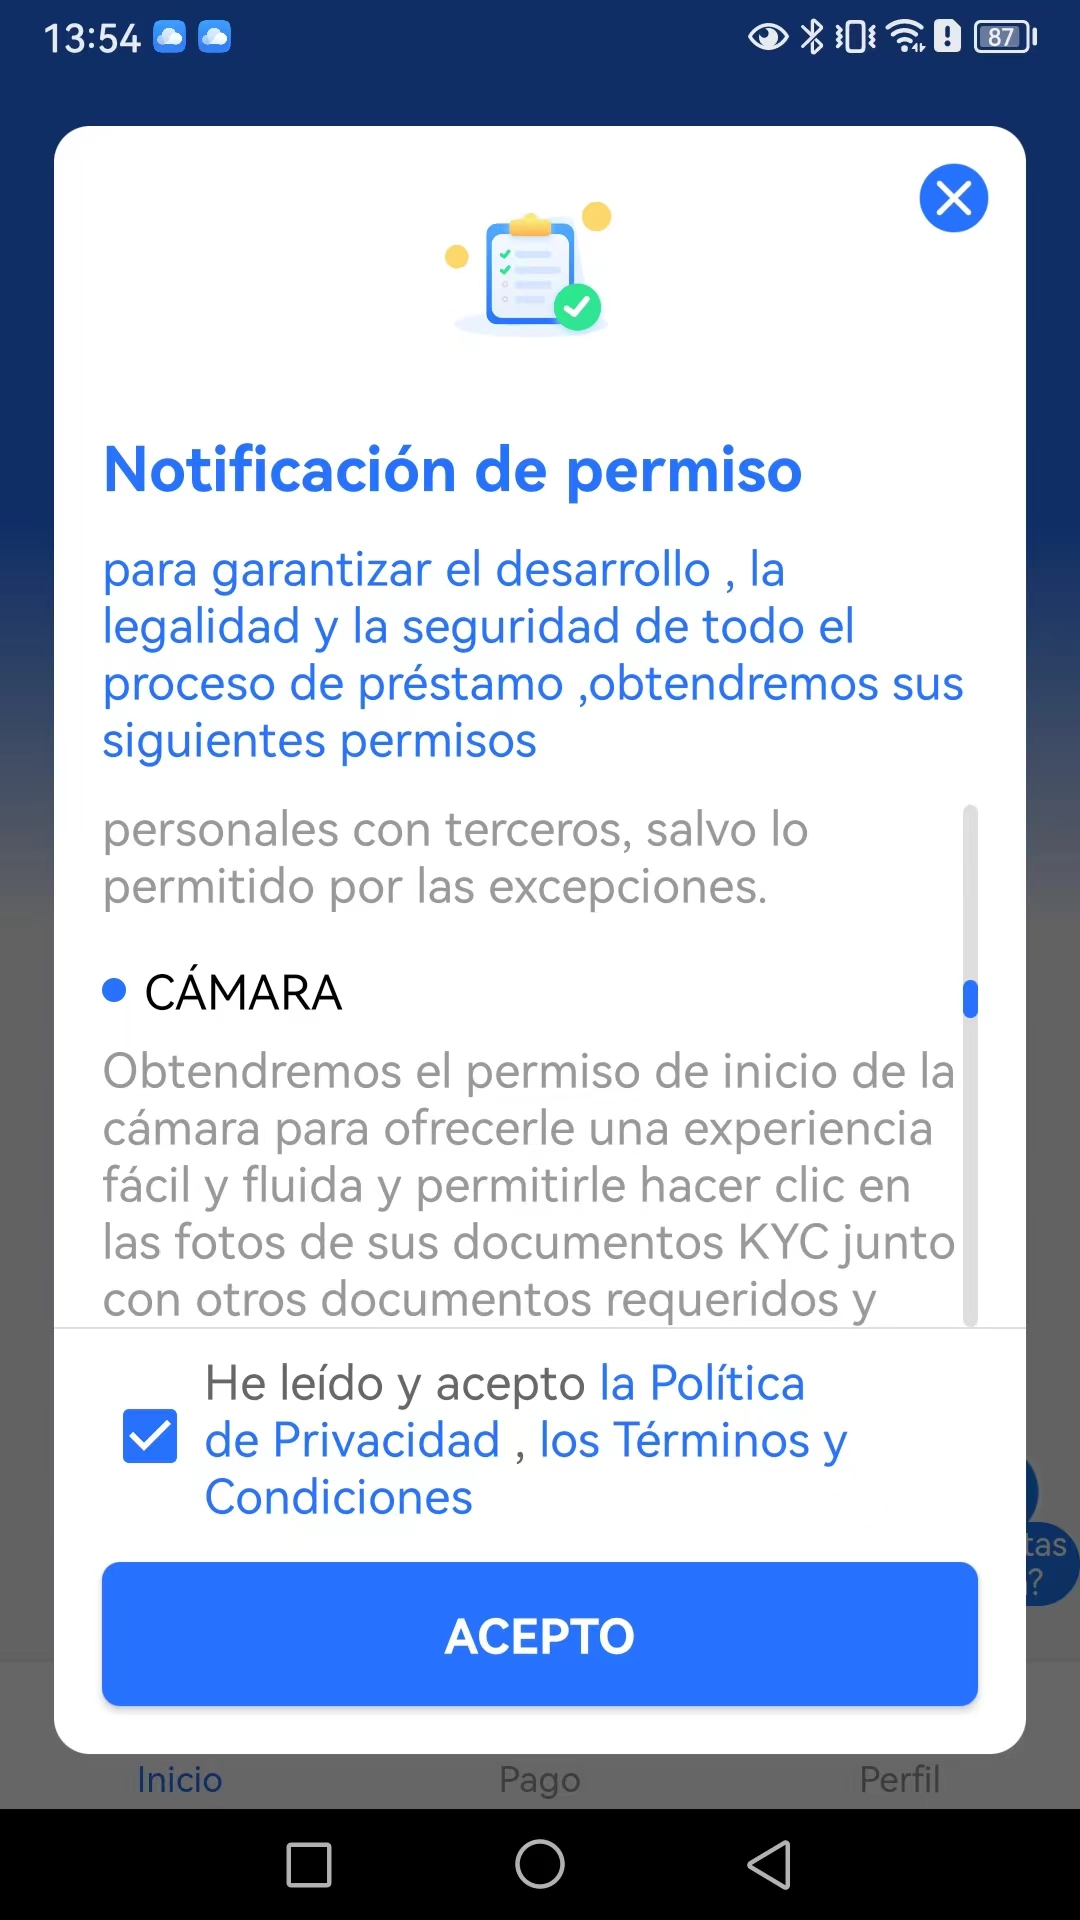 13:54
87
Notificación de permiso
para garantizar el desarrollo , la
legalidad y la seguridad de todo el
proceso de préstamo ,obtendremos sus
siguientes permisos
personales con terceros, salvo lo
permitido por las excepciones.
CÁMARA
Obtendremos el permiso de inicio de la
cámara para ofrecerle una experiencia
fácil y fluida y permitirle hacer clic en
las fotos de sus documentos KYC junto
con otros documentos requeridos y
He leído y acepto la Política
de Privacidad , los Términos y
Condiciones
tas
?
ACEPTO
Inicio
Pago
Perfil